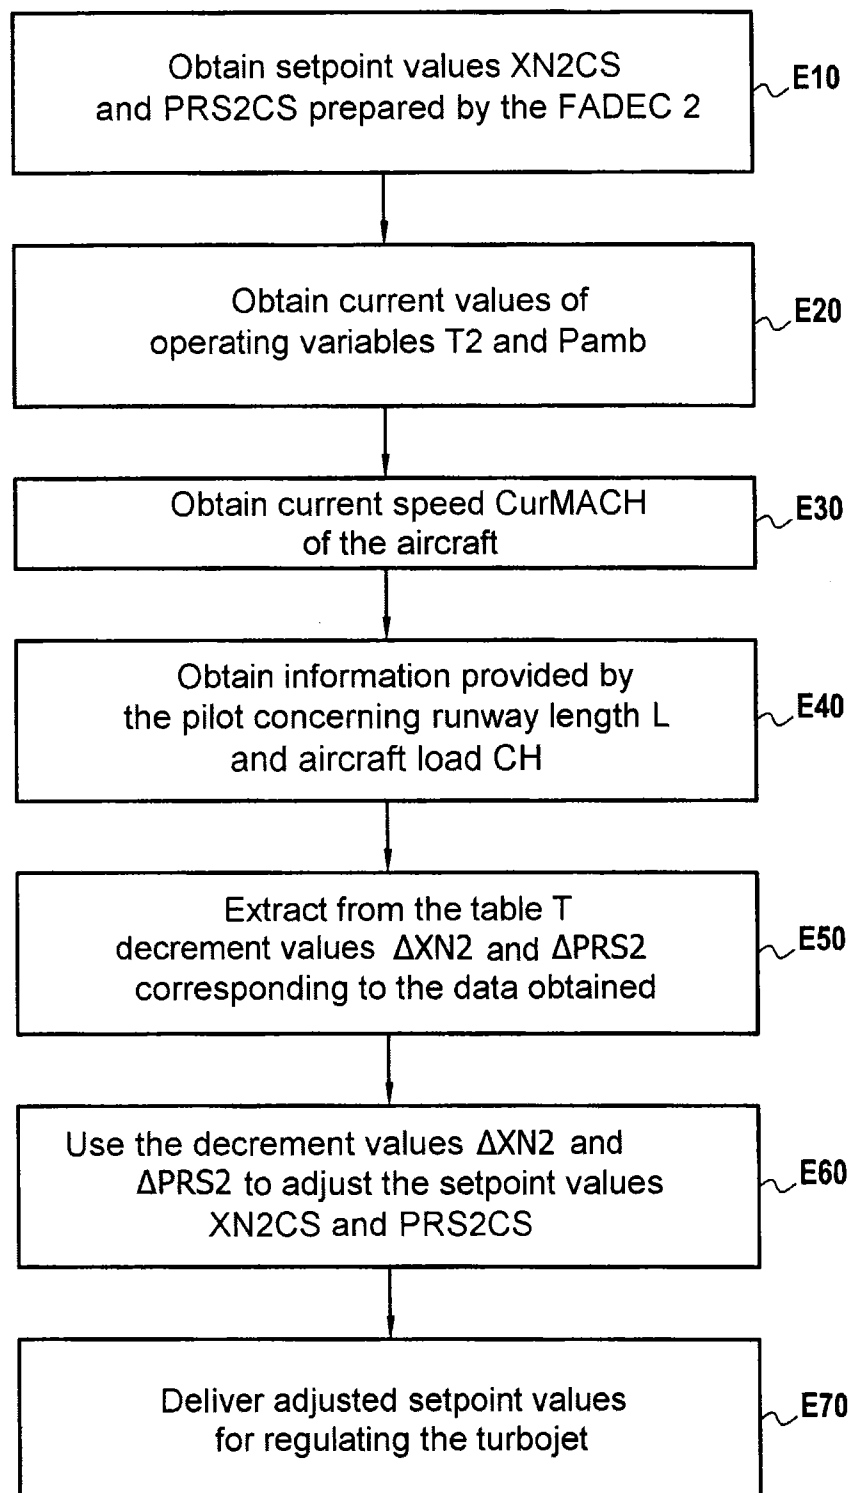 Obtain setpoint values XN2CS
and PRS2CS prepared by the FADEC 2
E10
Obtain current values of
operating variables T2 and Pamb
E20
Obtain current speed CurMACH
of the aircraft
E30
Obtain information provided by
the pilot concerning runway length L
and aircraft load CH
E40
Extract from the table T
decrement values ΔXN2 and ΔPRS2
corresponding to the data obtained
E50
Use the decrement values ΔXN2 and
ΔPRS2 to adjust the setpoint values
XN2CS and PRS2CS
E60
Deliver adjusted setpoint values
for regulating the turbojet
E70